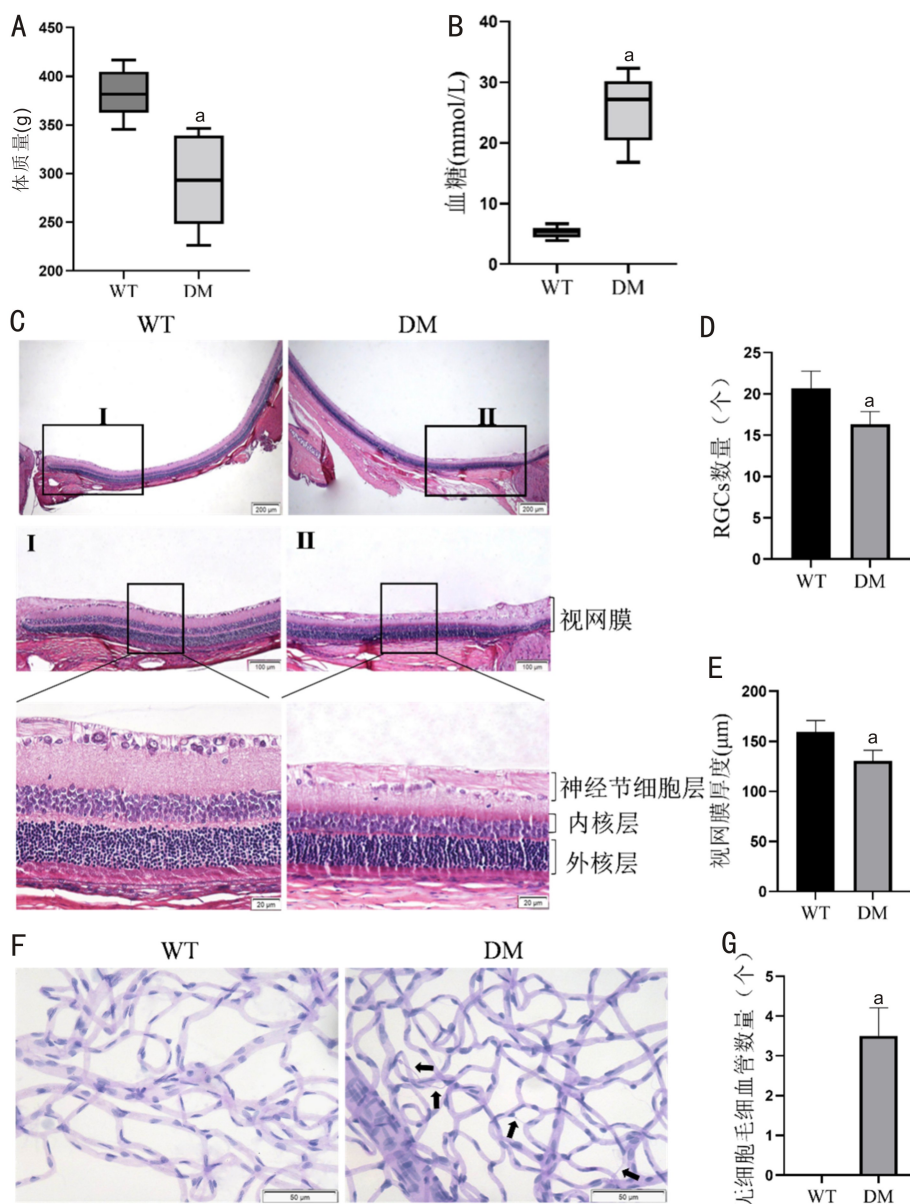 A
450
400
350
300
250
200
体质量(g)
a
WT
DM
B
40
30
20
10
0
血糖(mmol/L)
a
WT
DM
C
WT
DM
I
200 μm
II
200 μm
I
100 μm
II
100 μm
视网膜
20 μm
20 μm
神经节细胞层
内核层
外核层
D
25
20
15
10
5
0
RGCs数量（个）
a
WT
DM
E
200
150
100
50
0
视网膜厚度(μm)
a
WT
DM
F
WT
DM
50 μm
50 μm
G
5
4
3
2
1
0
无细胞毛细血管数量（个）
a
WT
DM